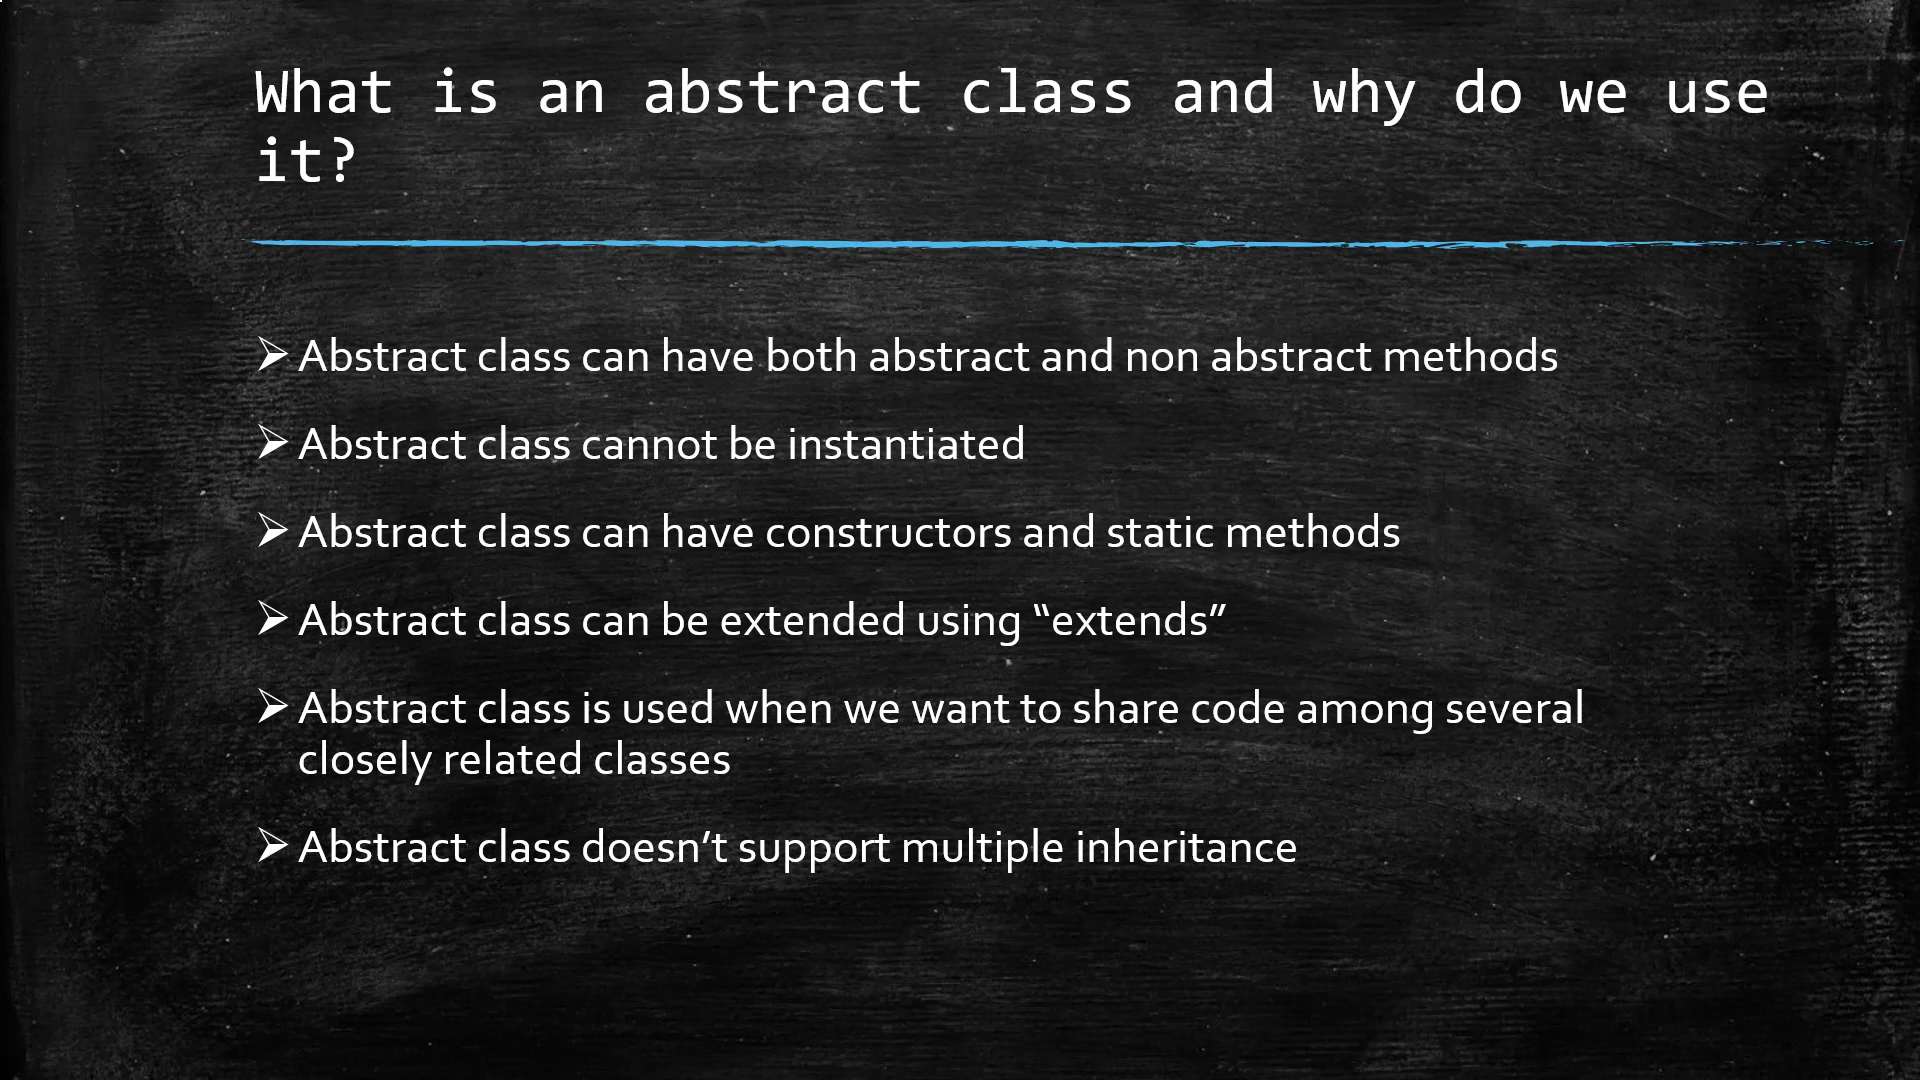 What is an abstract class and why do we use
it?
➢ Abstract class can have both abstract and non abstract methods
➢ Abstract class cannot be instantiated
➢ Abstract class can have constructors and static methods
➢ Abstract class can be extended using “extends”
➢ Abstract class is used when we want to share code among several
closely related classes
➢ Abstract class doesn’t support multiple inheritance